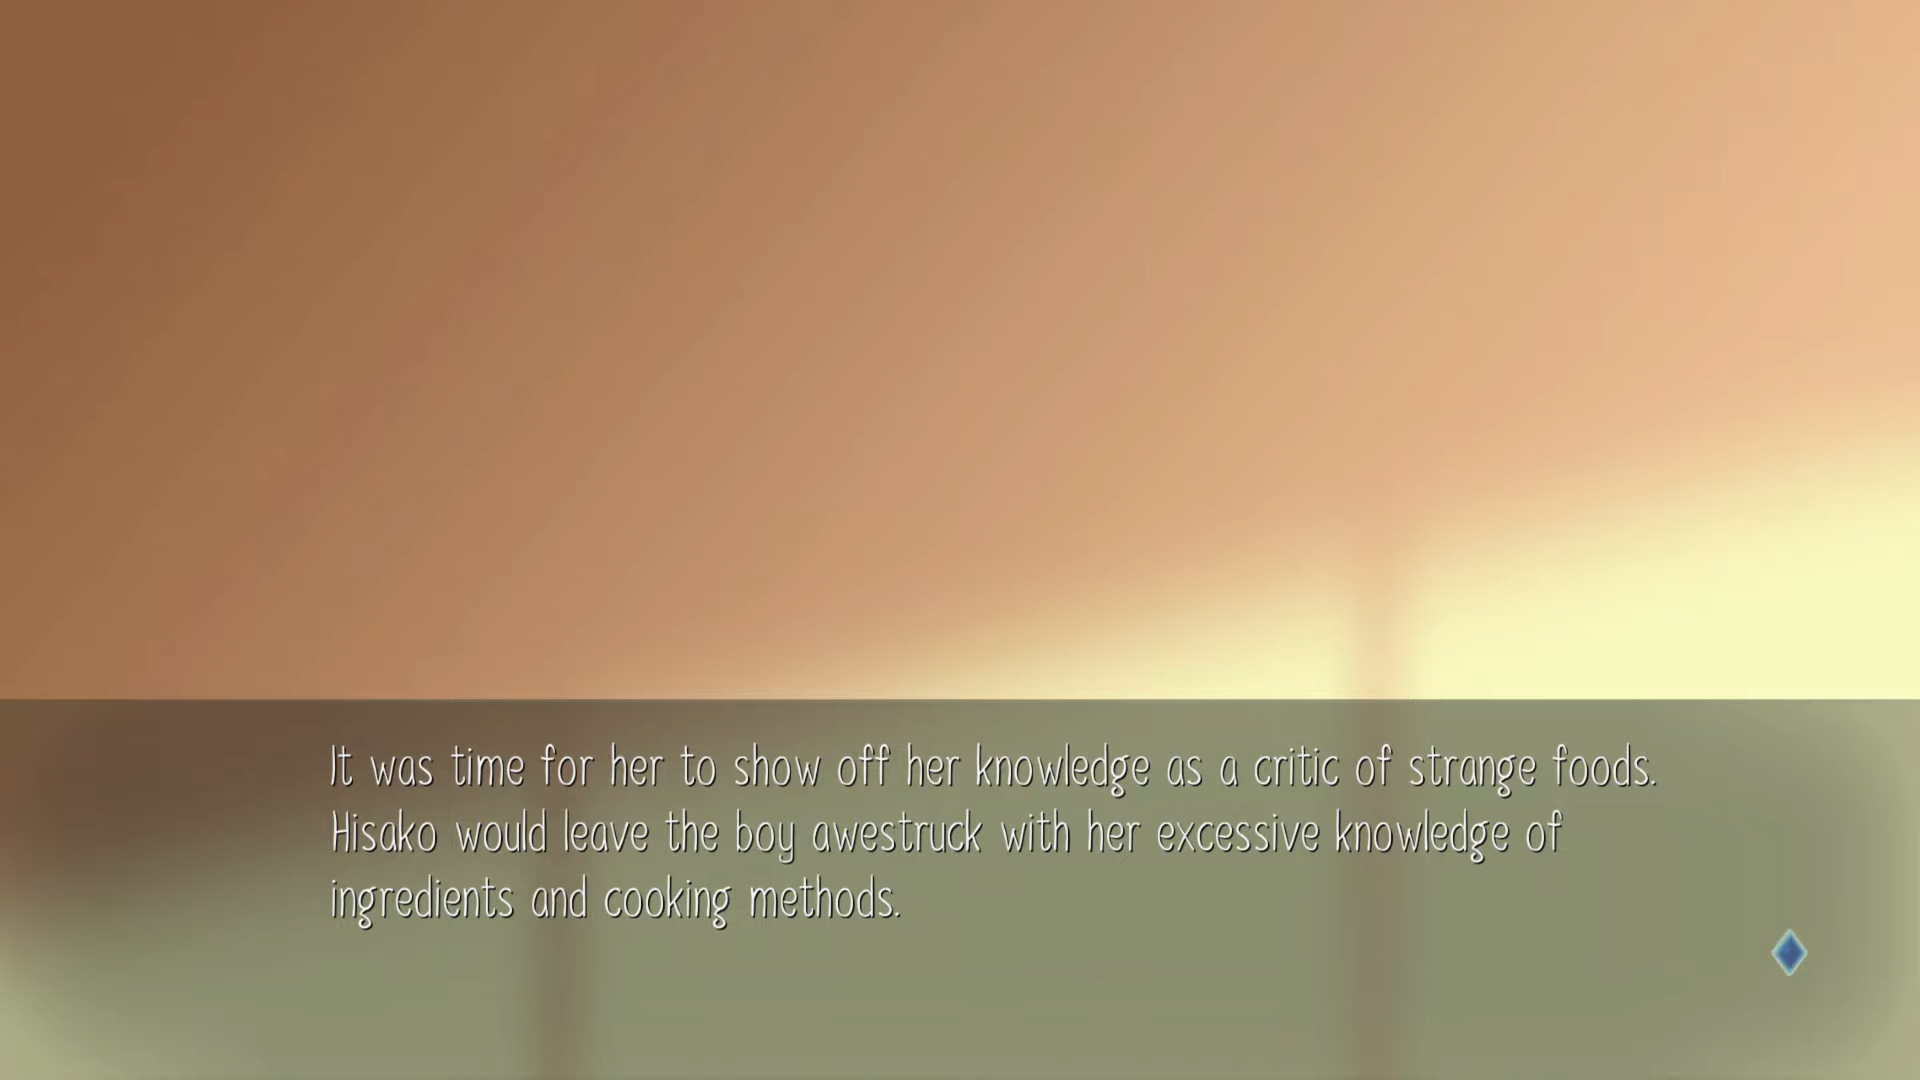 It was time for her to show off her knowledge as a critic of strange foods.
Hisako would leave the boy awestruck with her excessive knowledge of
ingredients and cooking methods.